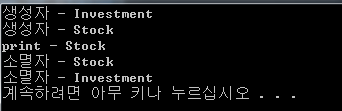 생성자 - Investment
생성자 - Stock
print - Stock
소멸자 - Stock
소멸자 - Investment
계속하려면 아무 키나 누르십시오 . . .